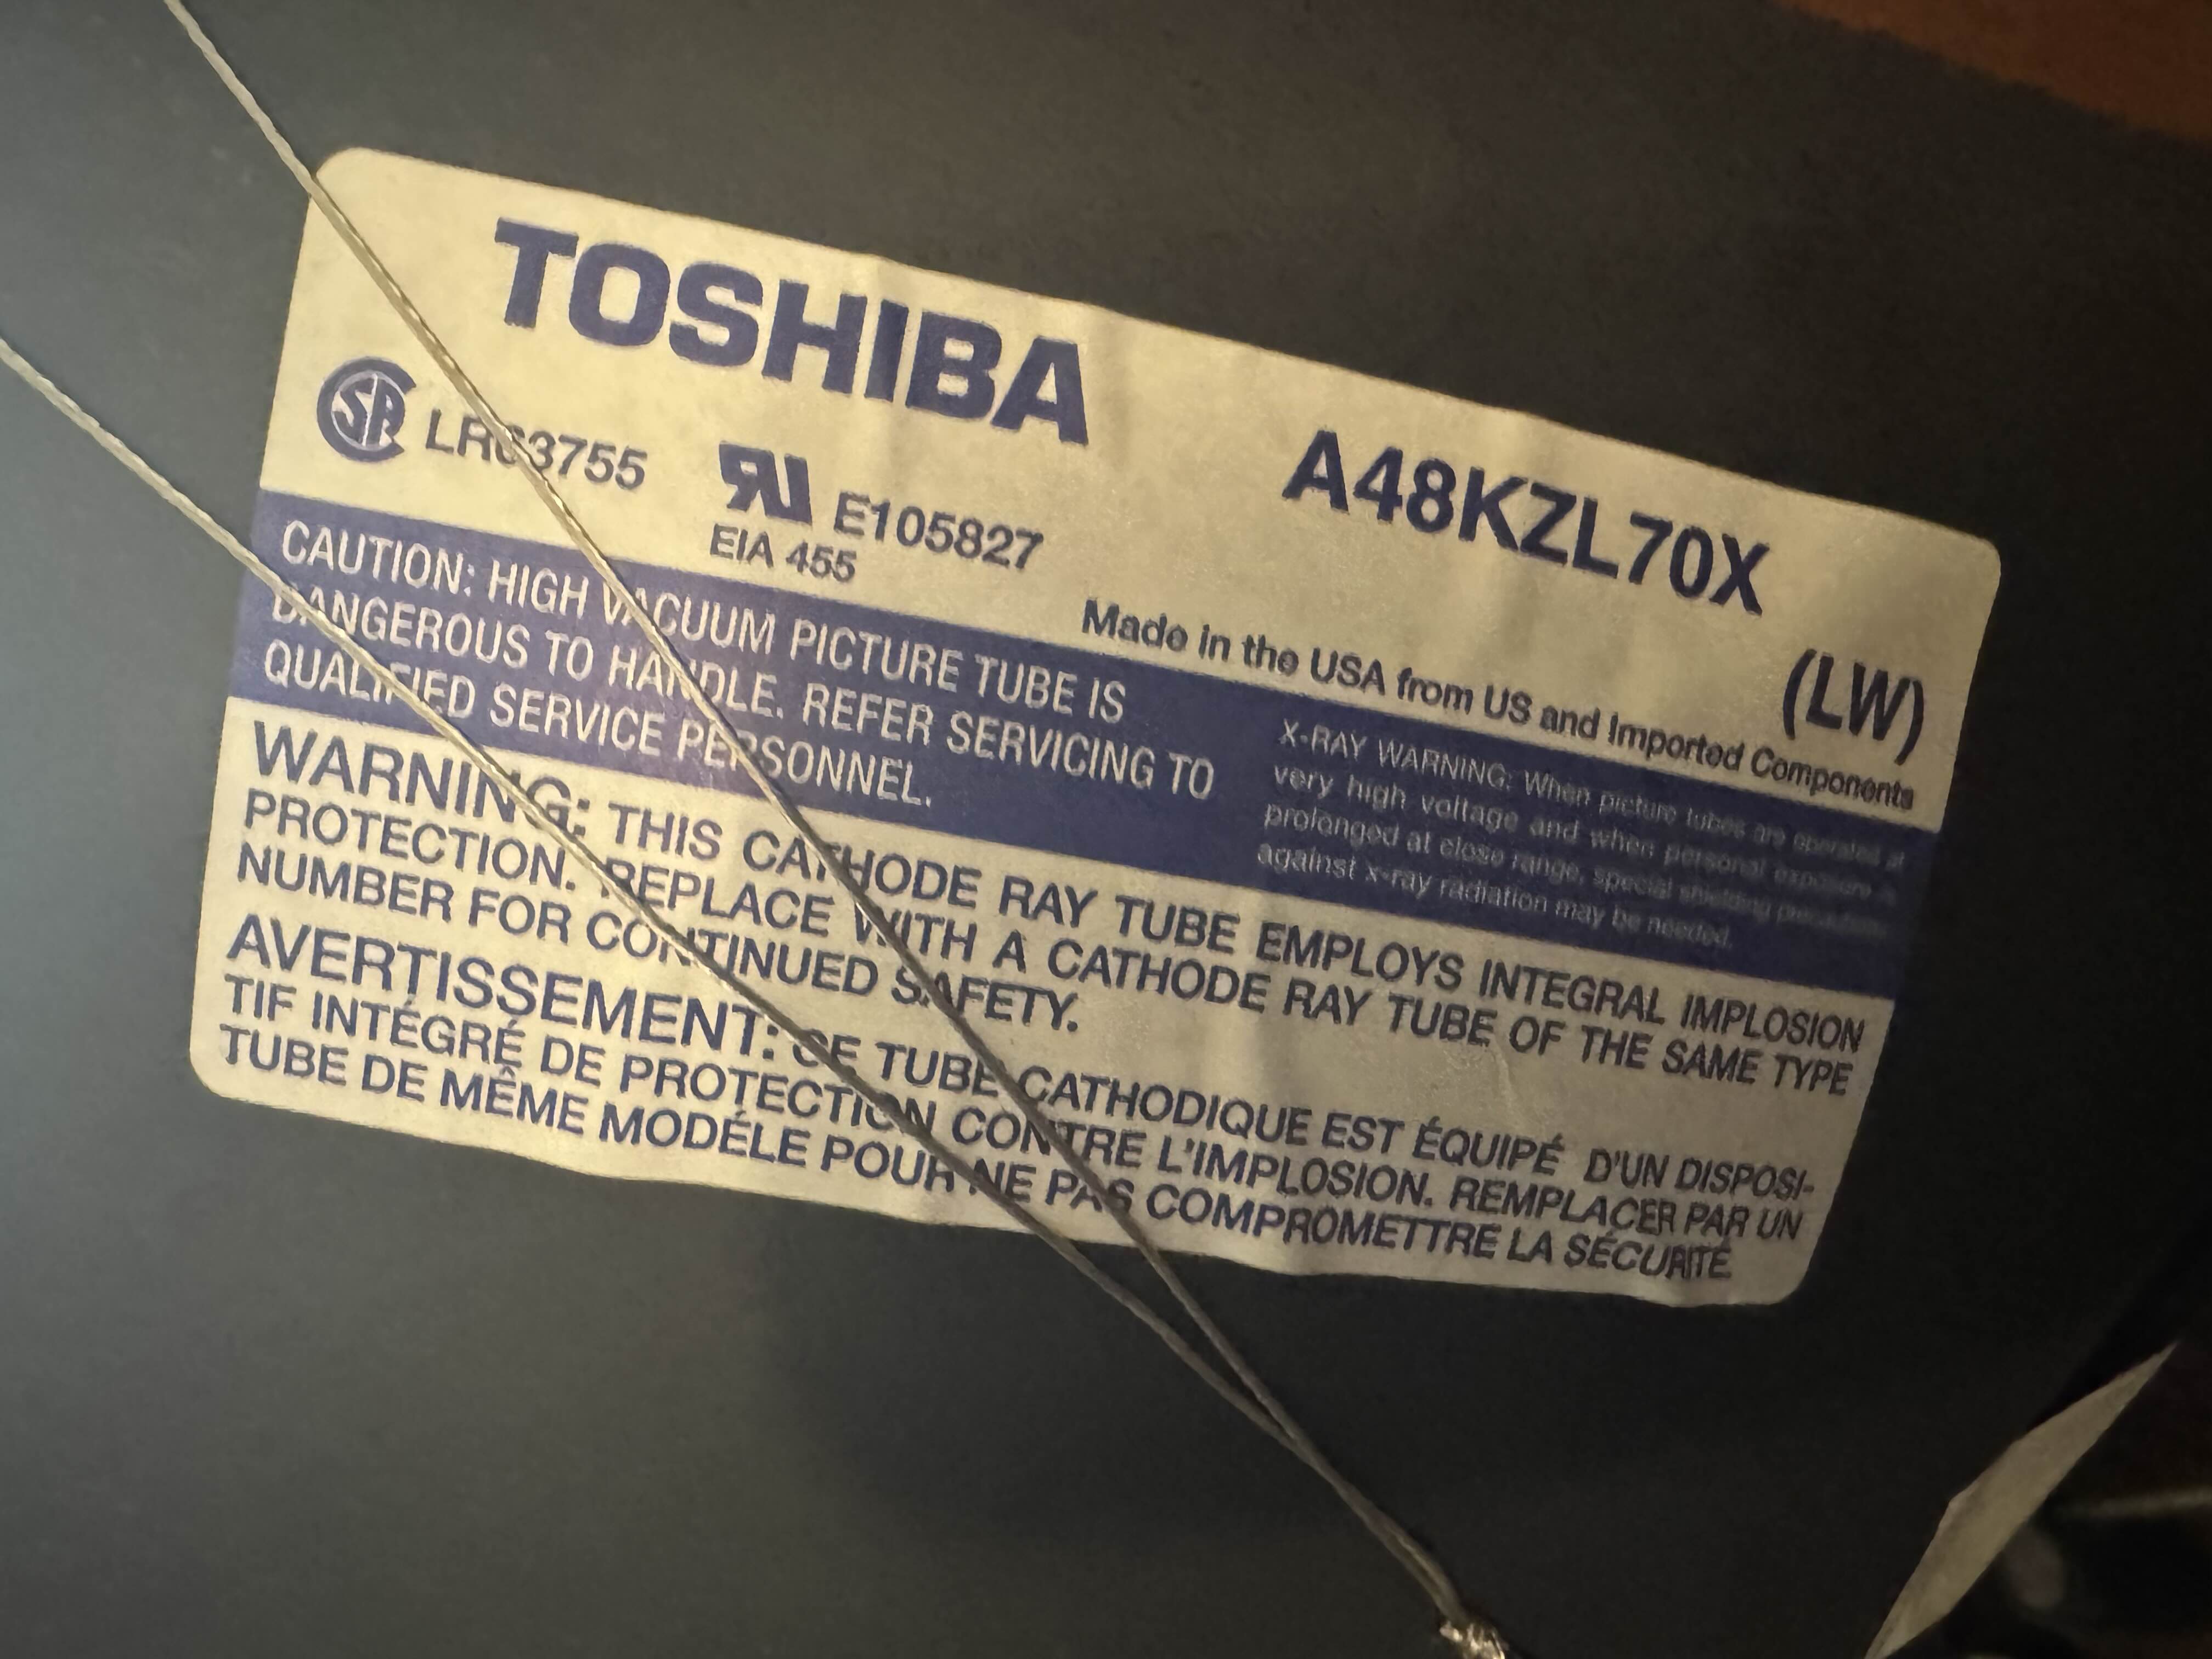 TOSHIBA
LR63755
E105827
EIA 455
A48KZL70X
(LW)
Made in the USA from US and Imported Components
CAUTION: HIGH VACUUM PICTURE TUBE IS
DANGEROUS TO HANDLE. REFER SERVICING TO
QUALIFIED SERVICE PERSONNEL.
X-RAY WARNING: When picture tubes are operated at
very high voltage and when personal exposure is
prolonged at close range, special shielding precautions
against x-ray radiation may be needed.
WARNING: THIS CATHODE RAY TUBE EMPLOYS INTEGRAL IMPLOSION
PROTECTION. REPLACE WITH A CATHODE RAY TUBE OF THE SAME TYPE
NUMBER FOR CONTINUED SAFETY.
AVERTISSEMENT: CE TUBE CATHODIQUE EST ÉQUIPÉ D'UN DISPOSI-
TIF INTÉGRÉ DE PROTECTION CONTRE L'IMPLOSION. REMPLACER PAR UN
TUBE DE MÊME MODÉLE POUR NE PAS COMPROMETTRE LA SÉCURITÉ